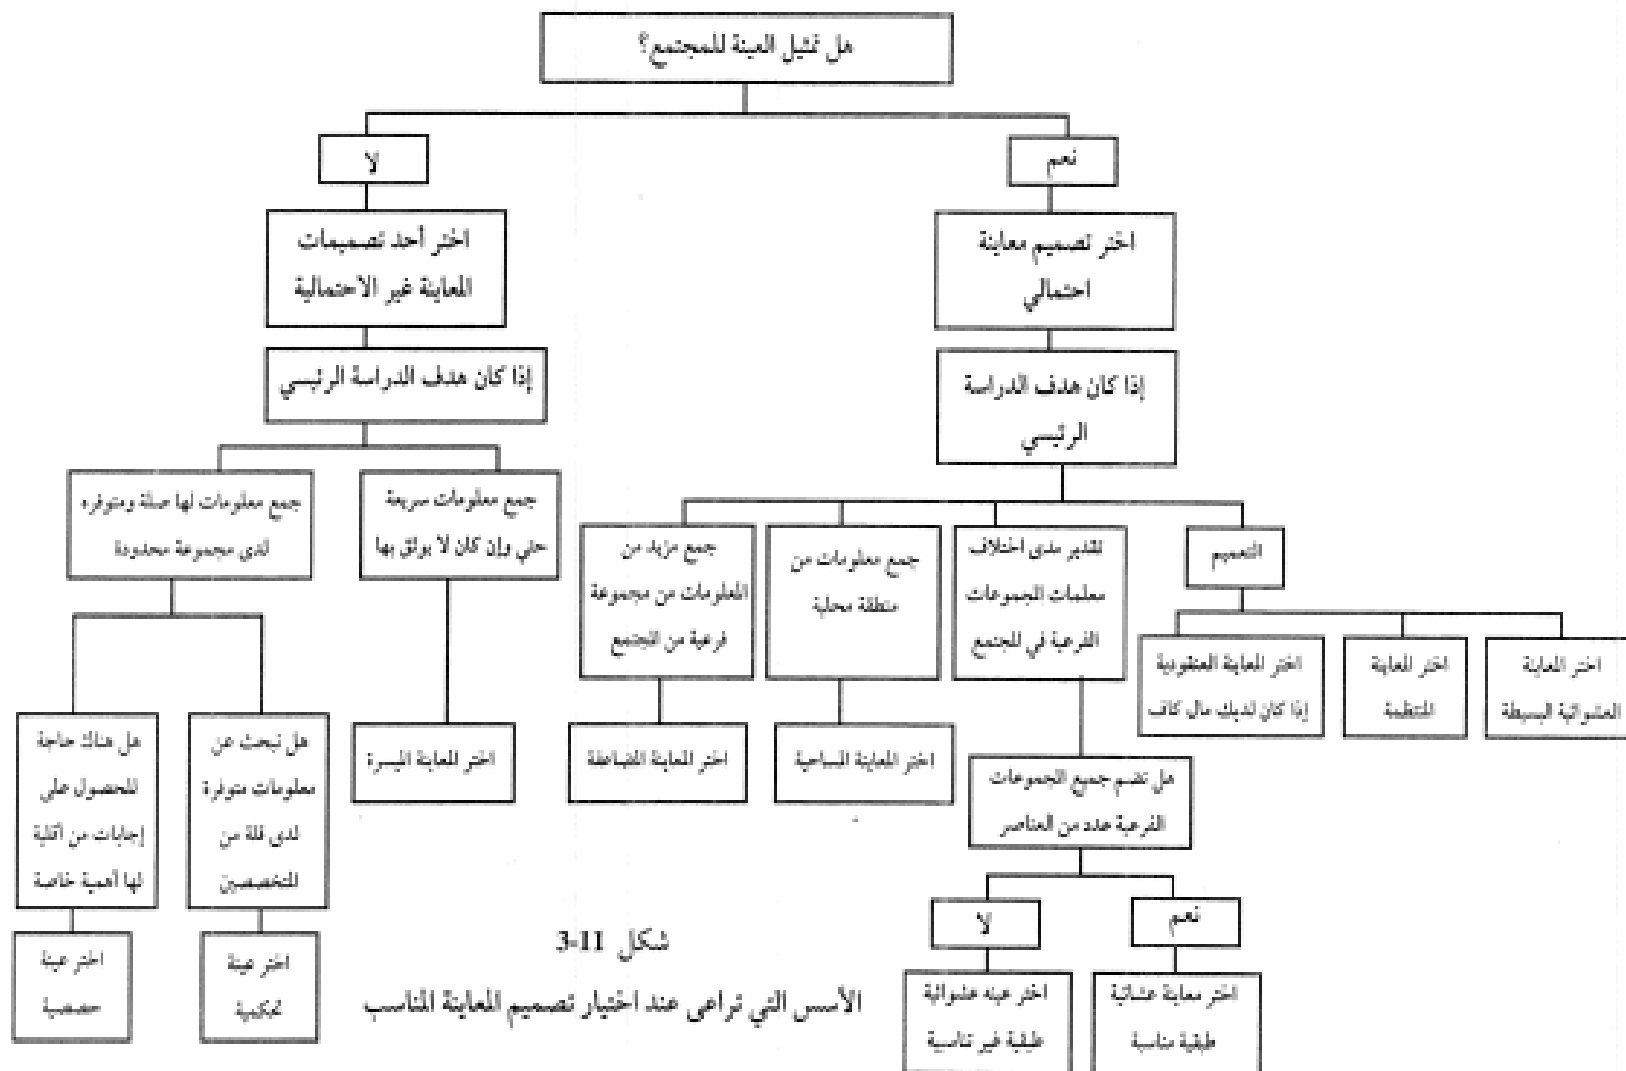 هل تمثيل العينة للمجتمع؟
نعم
لا
اختر تصميم معاينة
احتمالي
اختر أحد تصميمات
المعاينة غير الاحتمالية
إذا كان هدف الدراسة
الرئيسي
إذا كان هدف الدراسة الرئيسي
التعميم
تقدير مدى اختلاف
معلمات المجموعات
الفرعية في المجتمع
جمع معلومات من
منطقة محلية
جمع مزيد من
المعلومات من مجموعة
فرعية من المجتمع
جمع معلومات سريعة
حتي وإن كان لا يوثق بها
جمع معلومات لها صلة ومتوفره
لدى مجموعة محدودة
اختر المعاينة
العشوائية البسيطة
اختر المعاينة
المنتظمة
اختر المعاينة العنقودية
إذا كان لديك مال كاف
هل تضم جميع المجموعات
الفرعية عدد من العناصر
اختر المعاينة المساحية
اختر المعاينة المضاعفة
اختر المعاينة الميسرة
هل تبحث عن
معلومات متوفرة
لدى قلة من
المتخصصين
هل هناك حاجة
للحصول على
إجابات من أقلية
لها أهمية خاصة
نعم
لا
اختر معاينة عشائية
طبقية مناسبة
اختر عينه عشوائية
طبقية غير تناسبية
اختر عينة
تحكمية
اختر عينة
حصصية
شكل 11-3
الأسس التي تراعى عند اختيار تصميم المعاينة المناسب